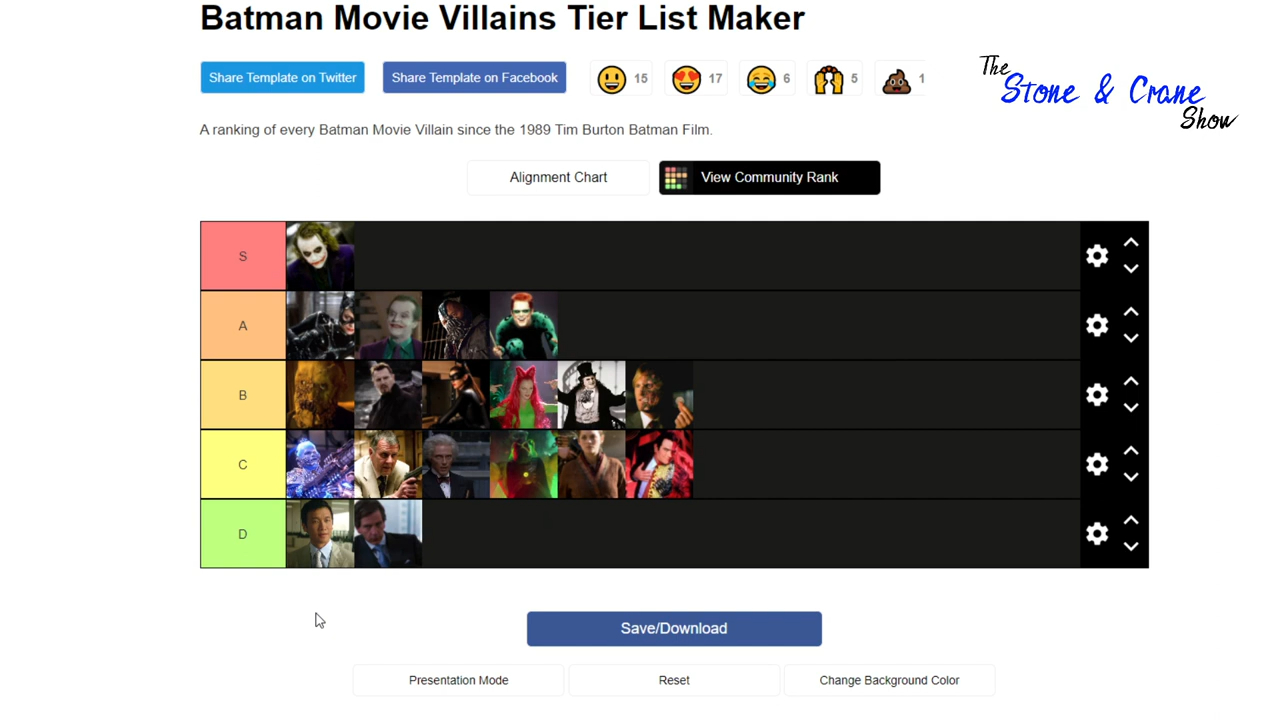 Batman Movie Villains Tier List Maker
Share Template on Twitter
Share Template on Facebook
15
17
6
5
1
The
Stone & Crane
Show
A ranking of every Batman Movie Villain since the 1989 Tim Burton Batman Film.
Alignment Chart
View Community Rank
S
A
B
C
D
Save/Download
Presentation Mode
Reset
Change Background Color